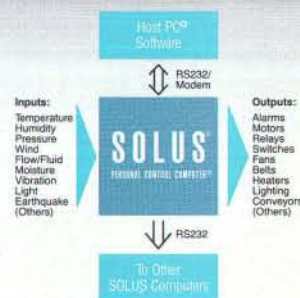 Host PC
Software
RS232/
Modem
Inputs:
Temperature
Humidity
Pressure
Wind
Flow/Fluid
Moisture
Vibration
Light
Earthquake
(Others)
SOLUS
PERSONAL CONTROL COMPUTER
Outputs:
Alarms
Motors
Relays
Switches
Fans
Belts
Heaters
Lighting
Conveyors
(Others)
RS232
To Other
SOLUS Computers